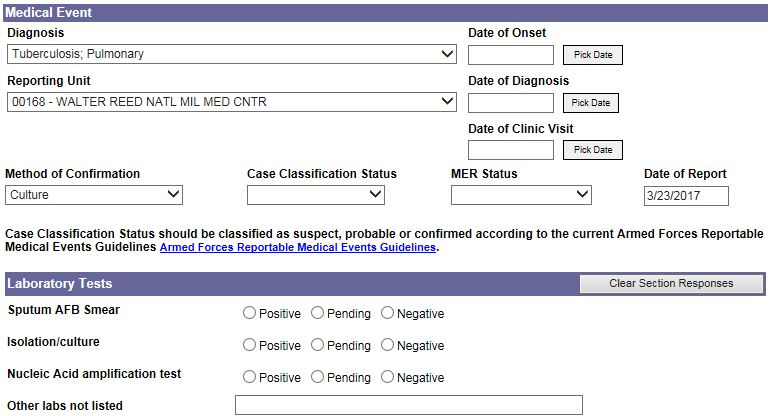 Medical Event
Diagnosis Date of Onset
Tuberculosis; Pulmonary Pick Date
Reporting Unit Date of Diagnosis
00168 - WALTER REED NATL MIL MED CNTR Pick Date
Date of Clinic Visit
Pick Date
Method of Confirmation Case Classification Status MER Status Date of Report
Culture 3/23/2017
Case Classification Status should be classified as suspect, probable or confirmed according to the current Armed Forces Reportable
Medical Events Guidelines Armed Forces Reportable Medical Events Guidelines.
Laboratory Tests Clear Section Responses
Sputum AFB Smear Positive Pending Negative
Isolation/culture Positive Pending Negative
Nucleic Acid amplification test Positive Pending Negative
Other labs not listed